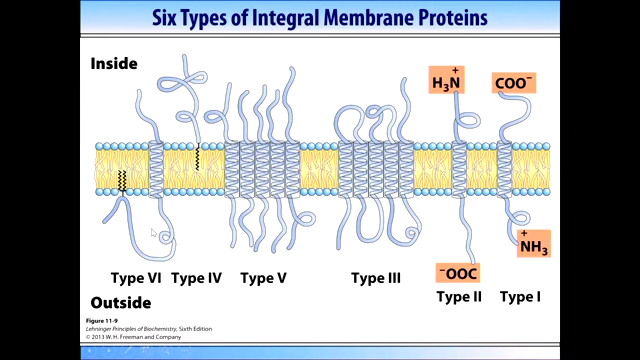 Six Types of Integral Membrane Proteins
Inside
H₃N⁺
COO⁻
⁺NH₃
⁻OOC
Type VI
Type IV
Type V
Type III
Type II
Type I
Outside
Figure 11-9
Lehninger Principles of Biochemistry, Sixth Edition
© 2013 W. H. Freeman and Company